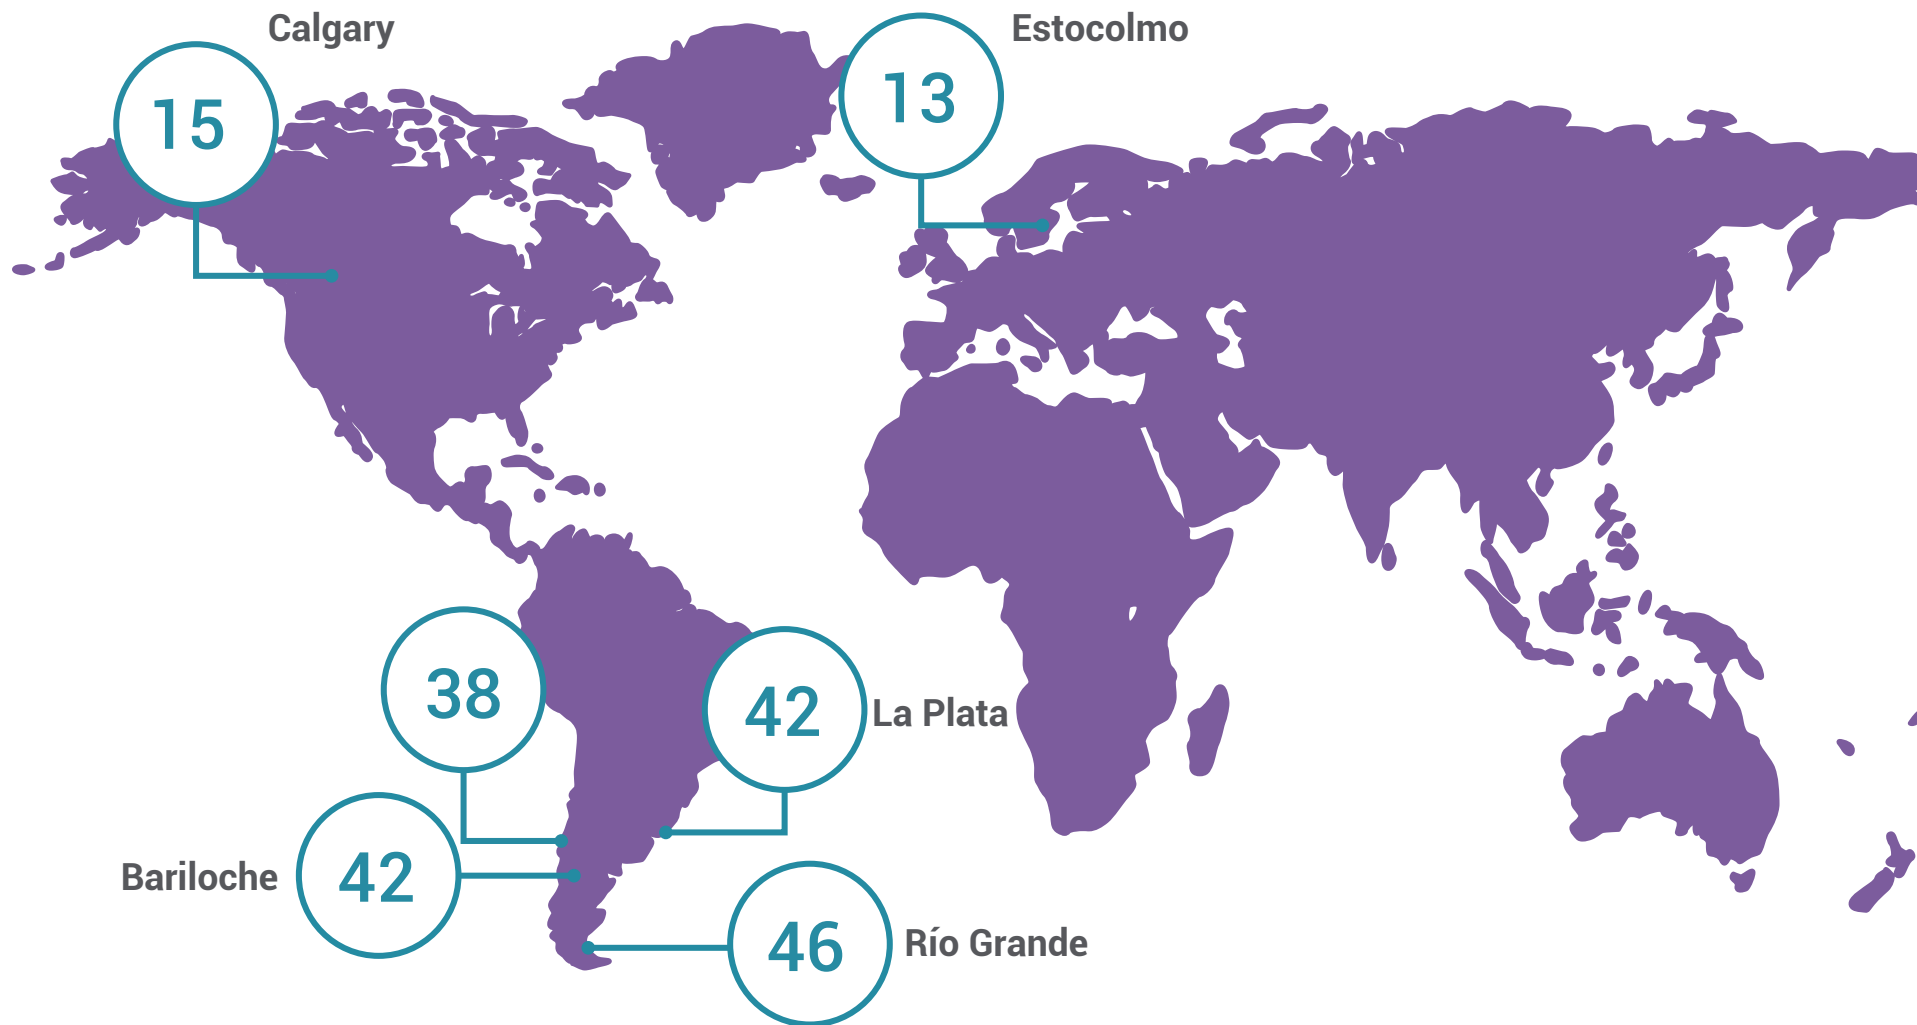 Calgary
15
Estocolmo
13
38
42
La Plata
Bariloche
42
46
Río Grande